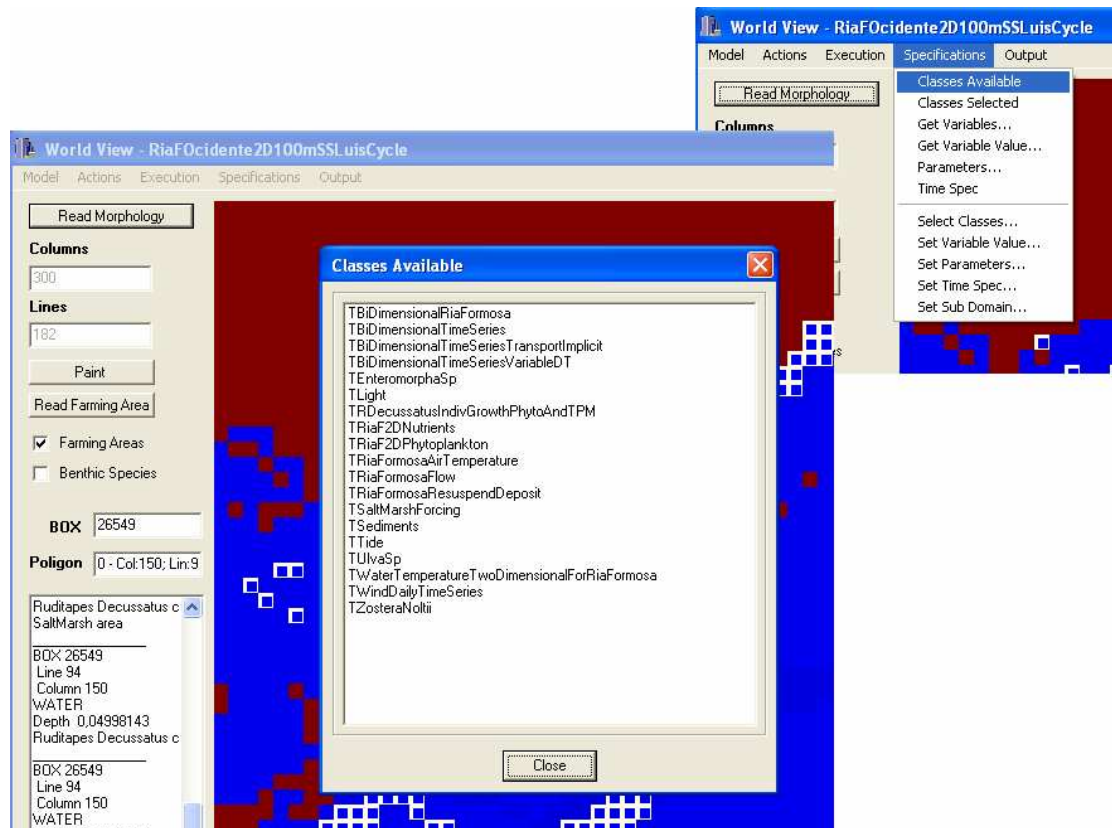 World View - RiaFOcidente2D100mSSLuisCycle
Model Actions Execution Specifications Output
Read Morphology
Columns
Classes Available
Classes Selected
Get Variables...
Get Variable Value...
Parameters...
Time Spec
Select Classes...
Set Variable Value...
Set Parameters...
Set Time Spec...
Set Sub Domain...
World View - RiaFOcidente2D100mSSLuisCycle
Model Actions Execution Specifications Output
Read Morphology
Columns
300
Lines
182
Paint
Read Farming Area
Farming Areas
Benthic Species
BOX 26549
Poligon 0 - Col:150; Lin:9
Ruditapes Decussatus c
SaltMarsh area
BOX 26549
Line 94
Column 150
WATER
Depth 0,04998143
Ruditapes Decussatus c
BOX 26549
Line 94
Column 150
WATER
Classes Available
TBiDimensionalRiaFormosa
TBiDimensionalTimeSeries
TBiDimensionalTimeSeriesTransportImplicit
TBiDimensionalTimeSeriesVariableDT
TEnteromorphaSp
TLight
TRDecussatusIndivGrowthPhytoAndTPM
TRiaF2DNutrients
TRiaF2DPhytoplankton
TRiaFormosaAirTemperature
TRiaFormosaFlow
TRiaFormosaResuspendDeposit
TSaltMarshForcing
TSediments
TTide
TUlvaSp
TWaterTemperatureTwoDimensionalForRiaFormosa
TWindDailyTimeSeries
TZosteraNoltii
Close